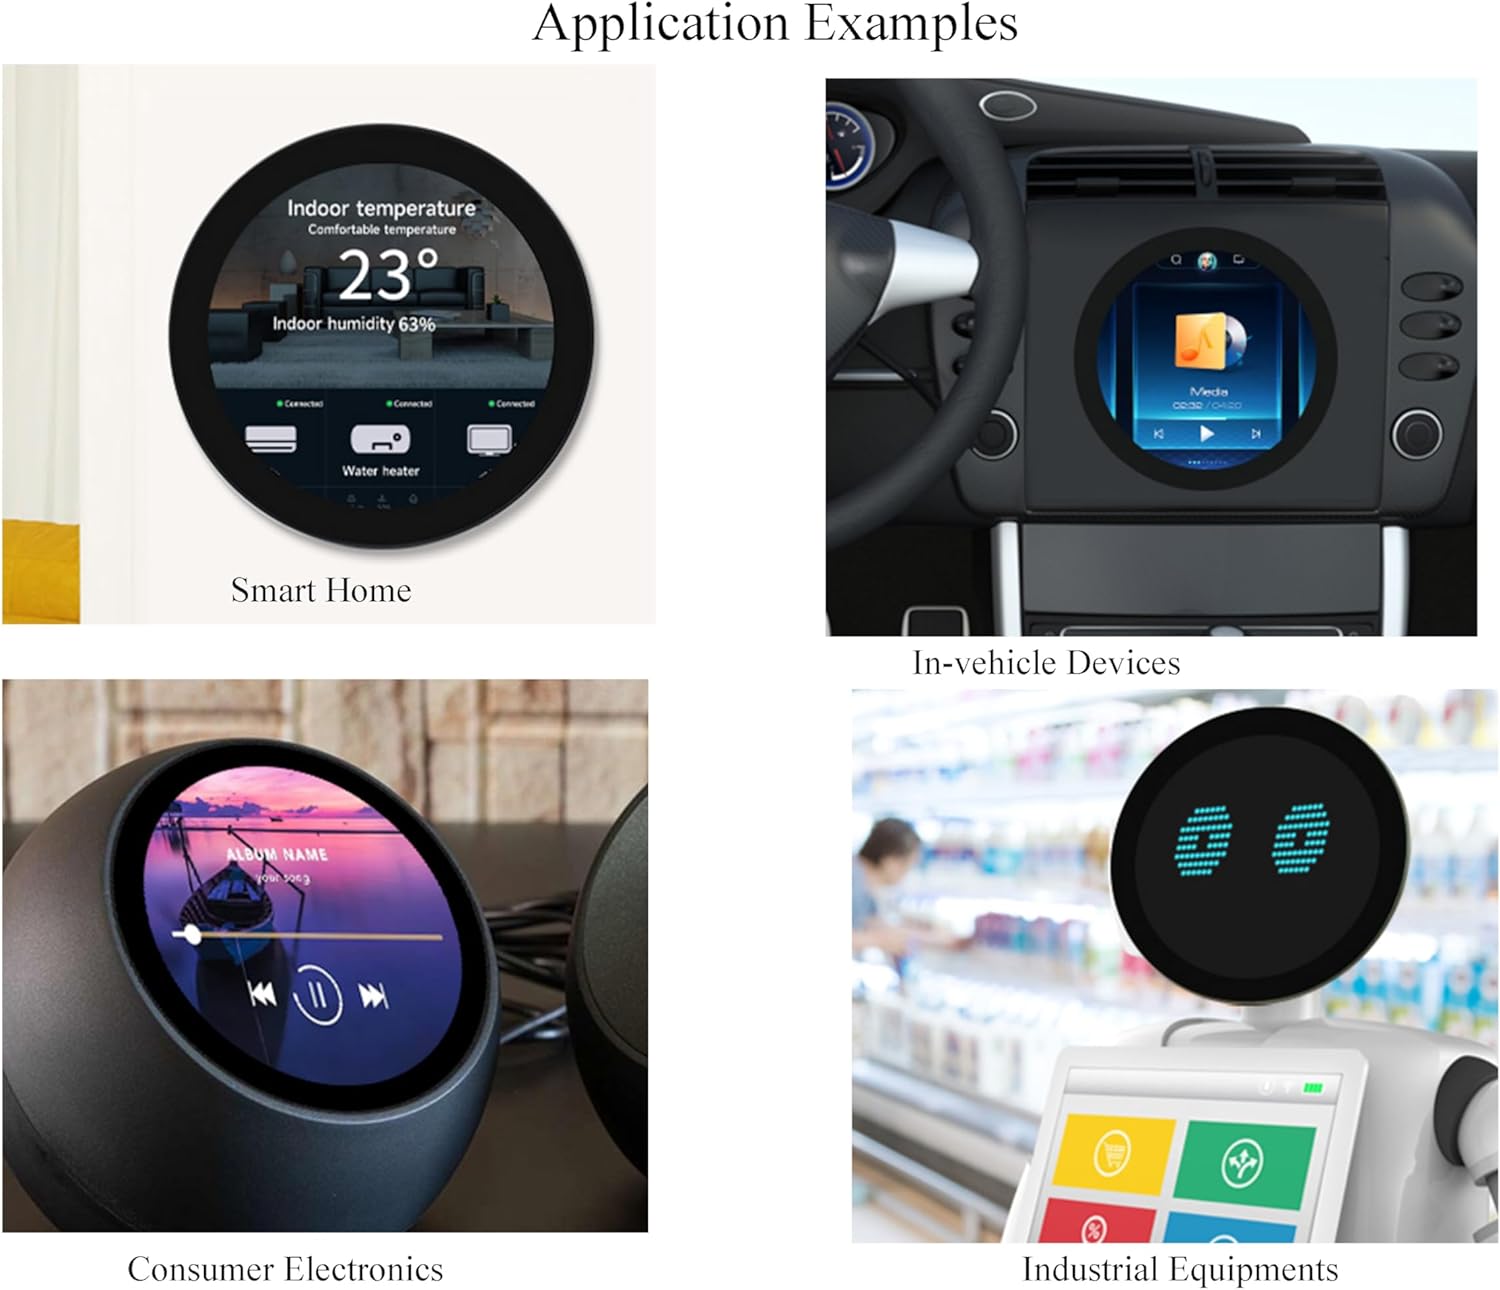 Application Examples
Indoor temperature
Comfortable temperature
23°
Indoor humidity 63%
Connected
Connected
Connected
Water heater
Smart Home
Media
02:32 / 04:20
In-vehicle Devices
ALBUM NAME
your song
Consumer Electronics
%
Industrial Equipments